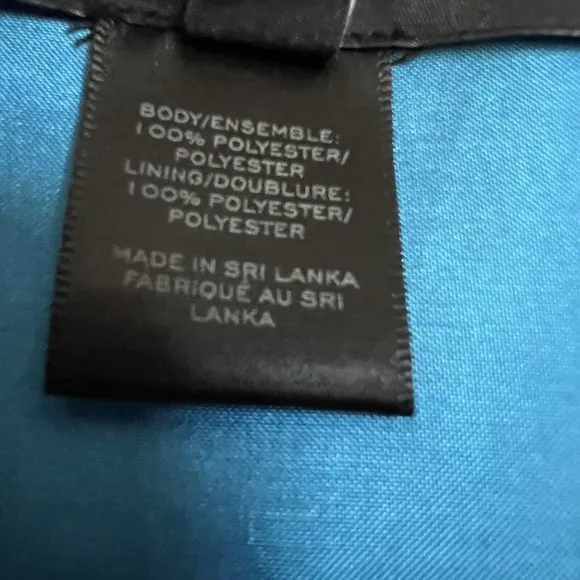 BODY/ENSEMBLE:
100% POLYESTER/
POLYESTER
LINING/DOUBLURE:
100% POLYESTER/
POLYESTER
MADE IN SRI LANKA
FABRIQUÉ AU SRI
LANKA